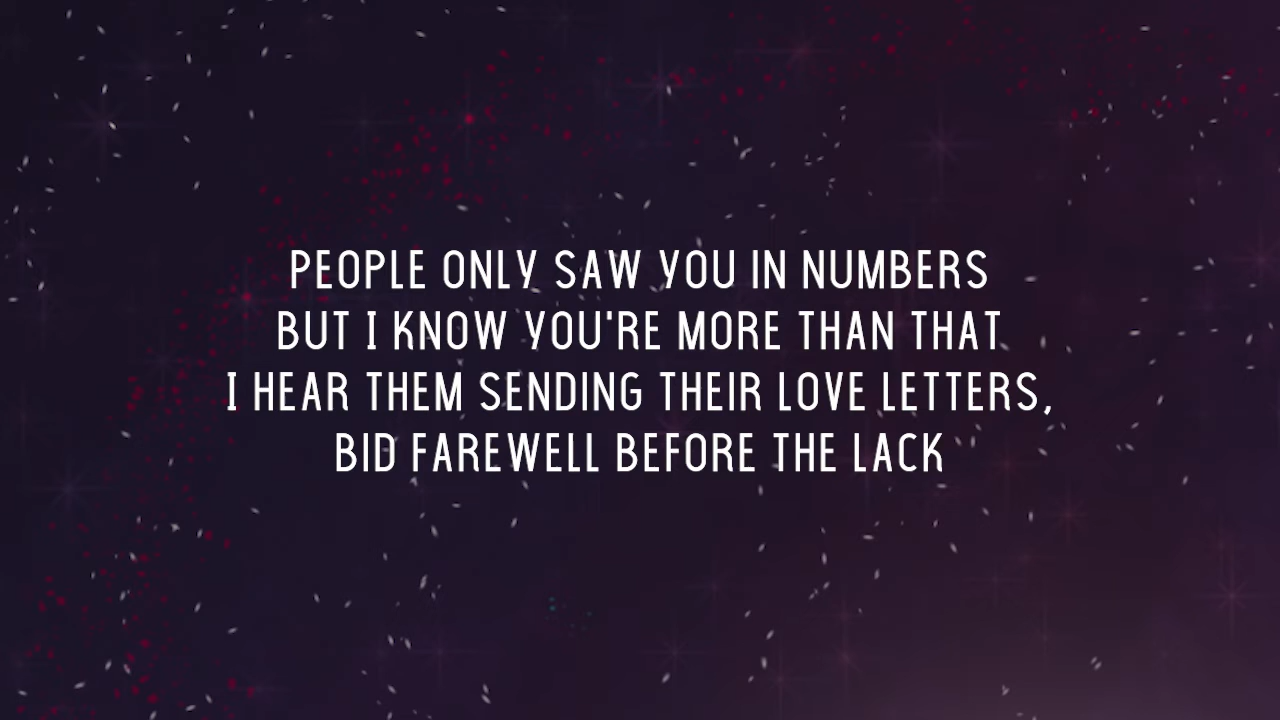 PEOPLE ONLY SAW YOU IN NUMBERS
BUT I KNOW YOU'RE MORE THAN THAT
I HEAR THEM SENDING THEIR LOVE LETTERS,
BID FAREWELL BEFORE THE LACK